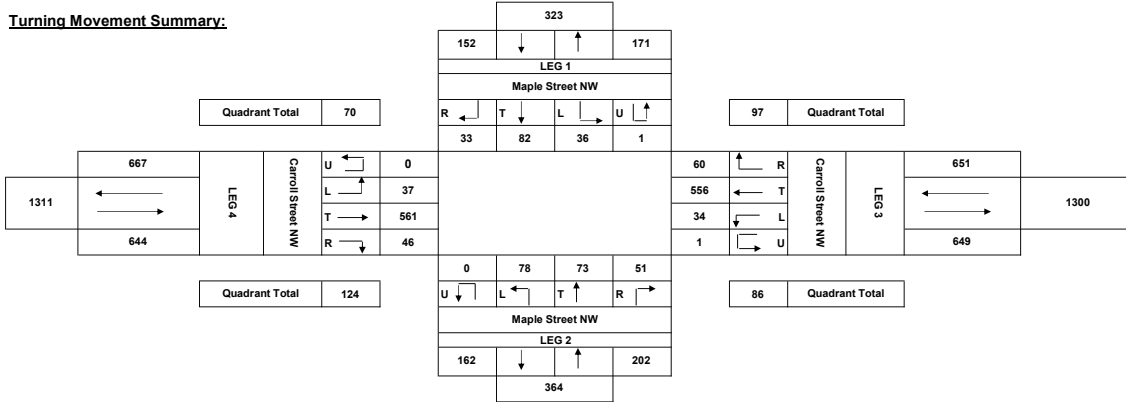 Turning Movement Summary:
323
152 171
LEG 1
Maple Street NW
Quadrant Total 70
R T L U
97 Quadrant Total
33 82 36 1
667
U 0
60 R
651
1311
LEG 4
Carroll Street NW
L 37
556 T
Carroll Street NW
LEG 3
1300
T 561
34 L
644
R 46
1 U
649
0 78 73 51
Quadrant Total 124
U L T R
86 Quadrant Total
Maple Street NW
LEG 2
162 202
364